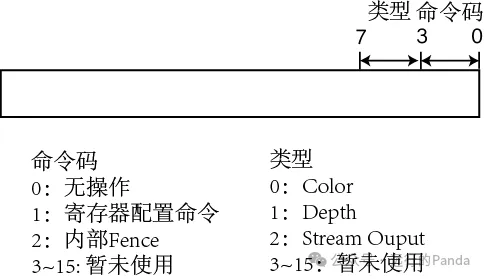 类型 命令码
7 3 0
命令码
0：无操作
1：寄存器配置命令
2：内部Fence
3~15: 暂未使用
类型
0：Color
1：Depth
2：Stream Ouput
3~15：暂未使用
公众号 的Panda